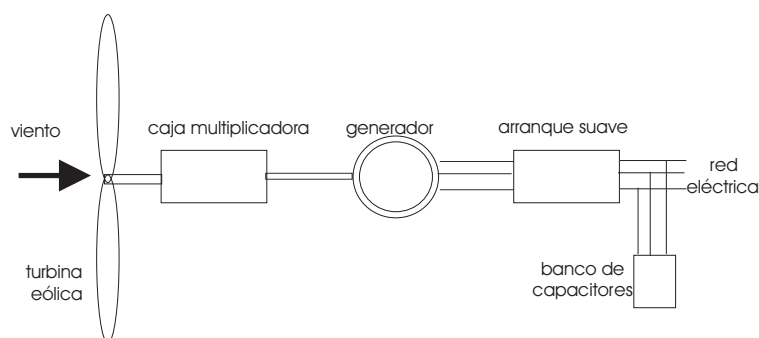 viento
caja multiplicadora
generador
arranque suave
red
eléctrica
turbina
eólica
banco de
capacitores